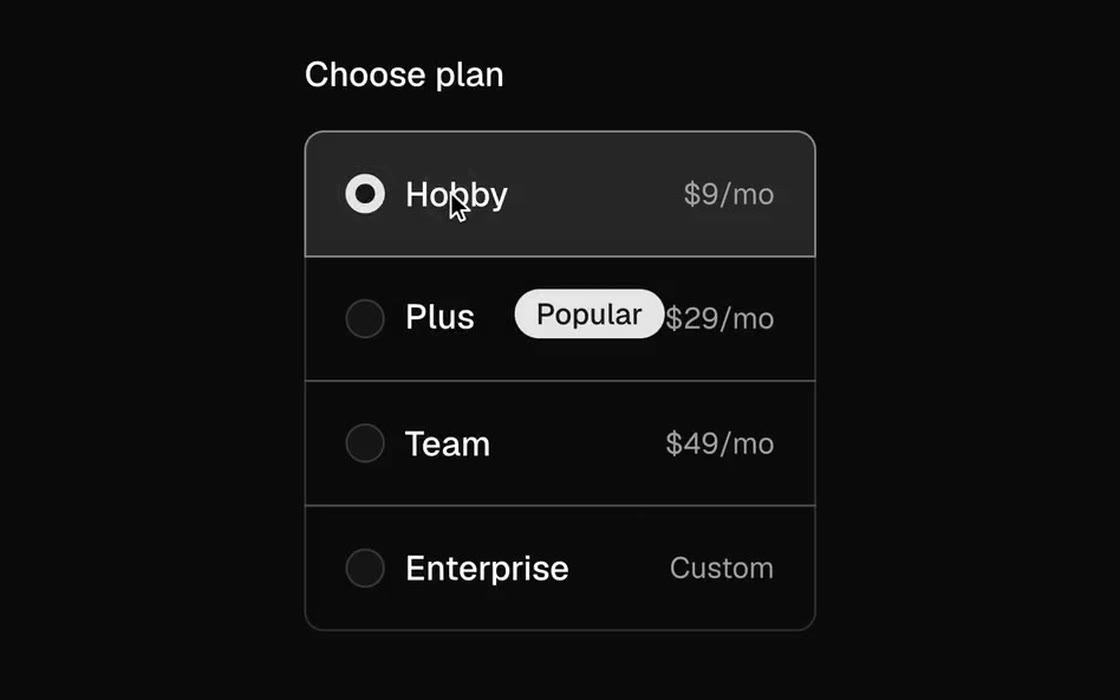 Choose plan
Hobby $9/mo
Plus Popular $29/mo
Team $49/mo
Enterprise Custom